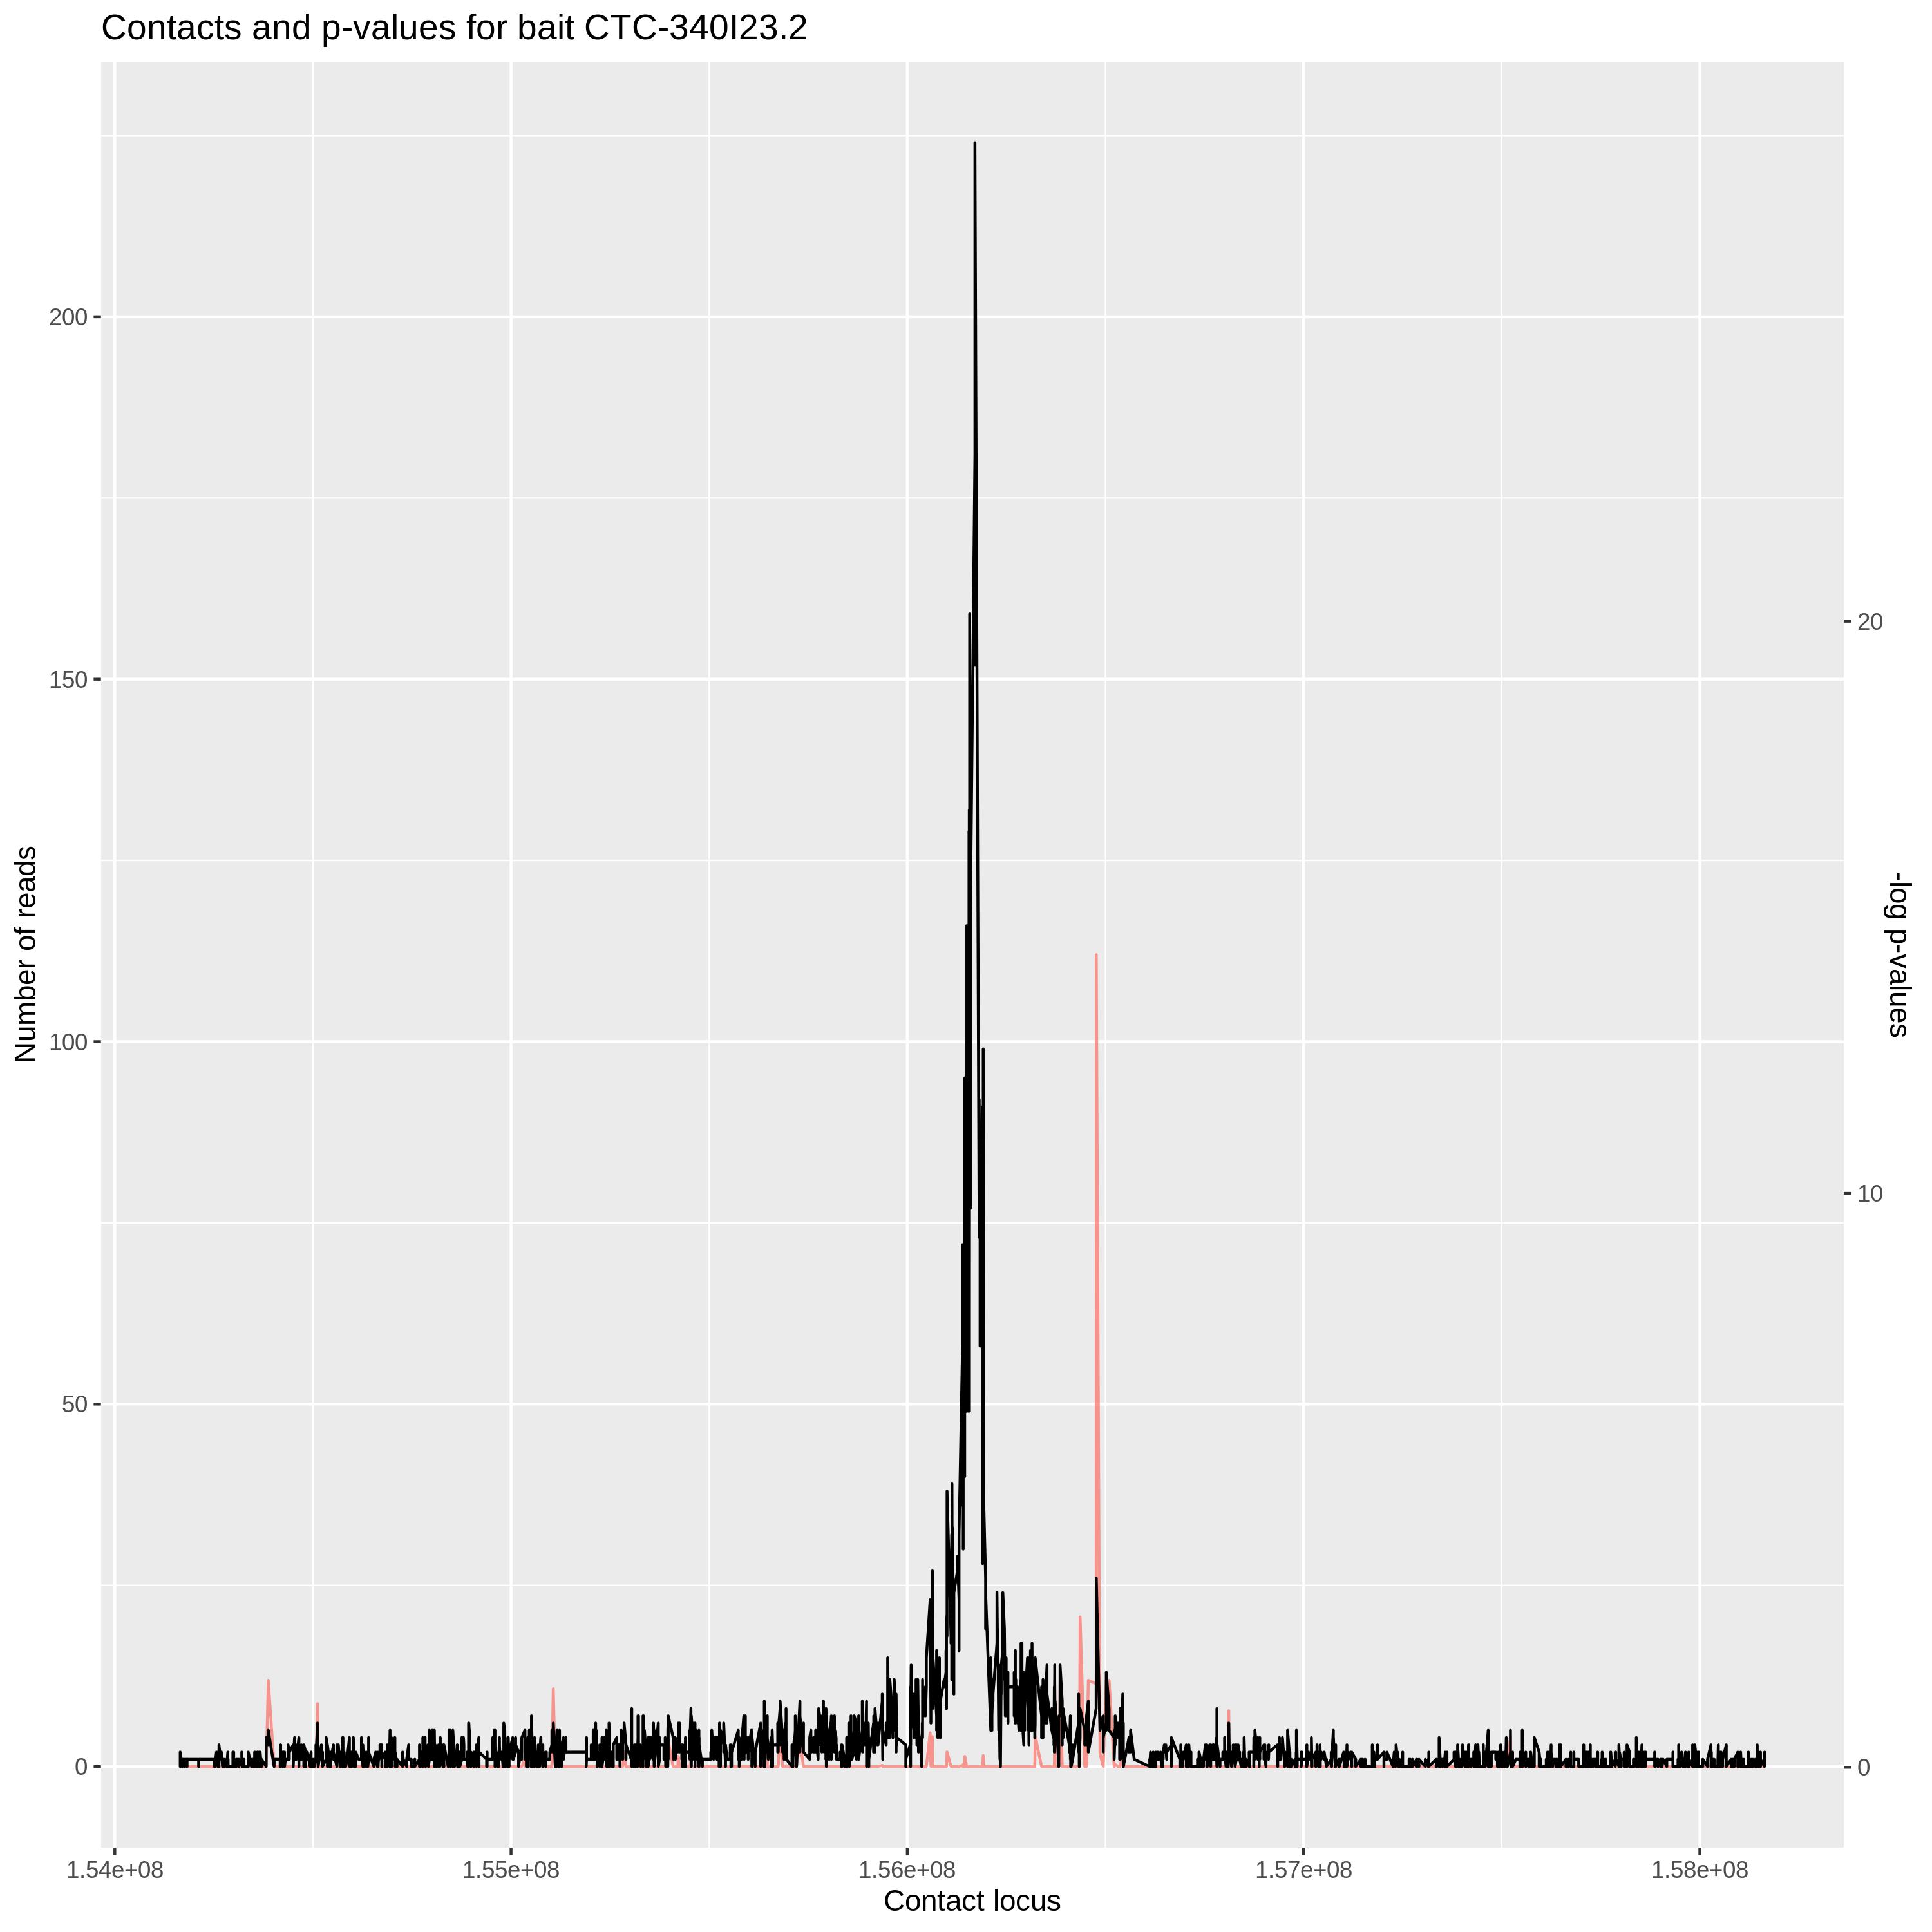 Contacts and p-values for bait CTC-340I23.2
Number of reads
200
150
100
50
0
20
10
0
-log p-values
1.54e+08 1.55e+08 1.56e+08 1.57e+08 1.58e+08
Contact locus